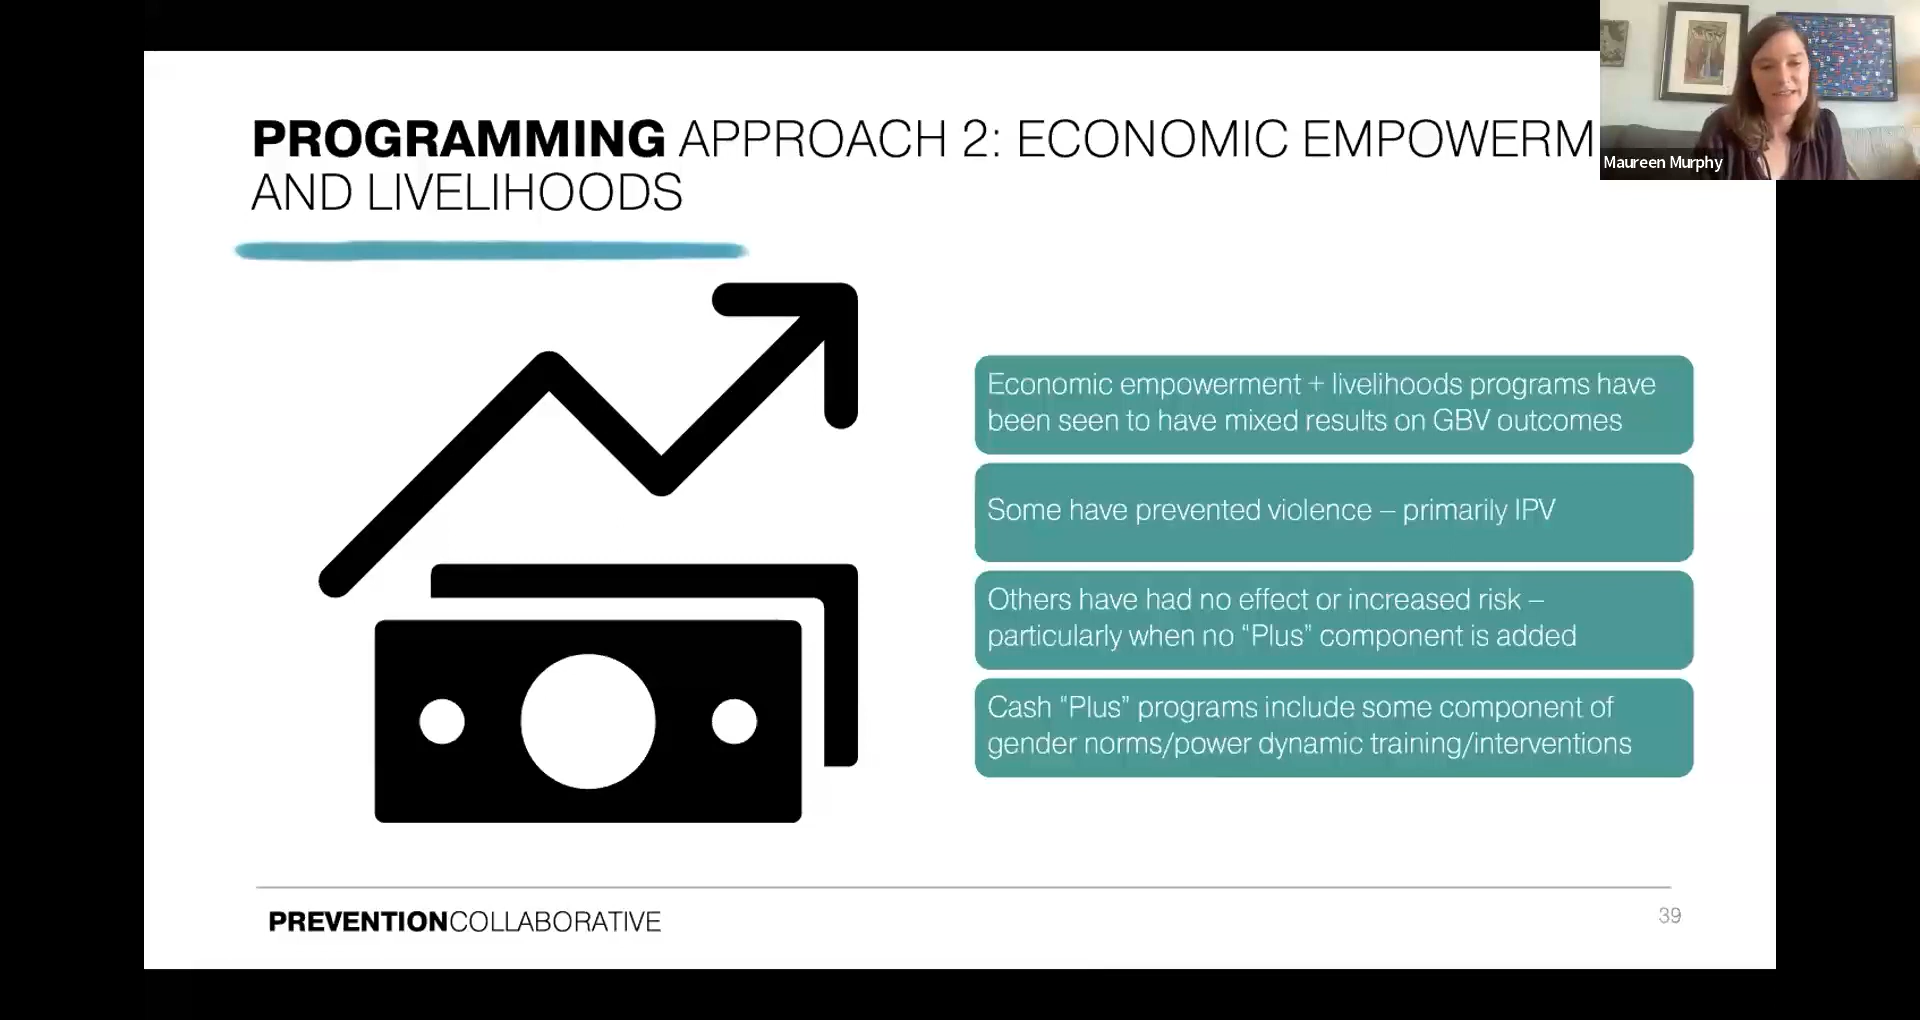 PROGRAMMING APPROACH 2: ECONOMIC EMPOWERM
AND LIVELIHOODS
Maureen Murphy
Economic empowerment + livelihoods programs have
been seen to have mixed results on GBV outcomes
Some have prevented violence – primarily IPV
Others have had no effect or increased risk –
particularly when no “Plus” component is added
Cash “Plus” programs include some component of
gender norms/power dynamic training/interventions
PREVENTIONCOLLABORATIVE
39